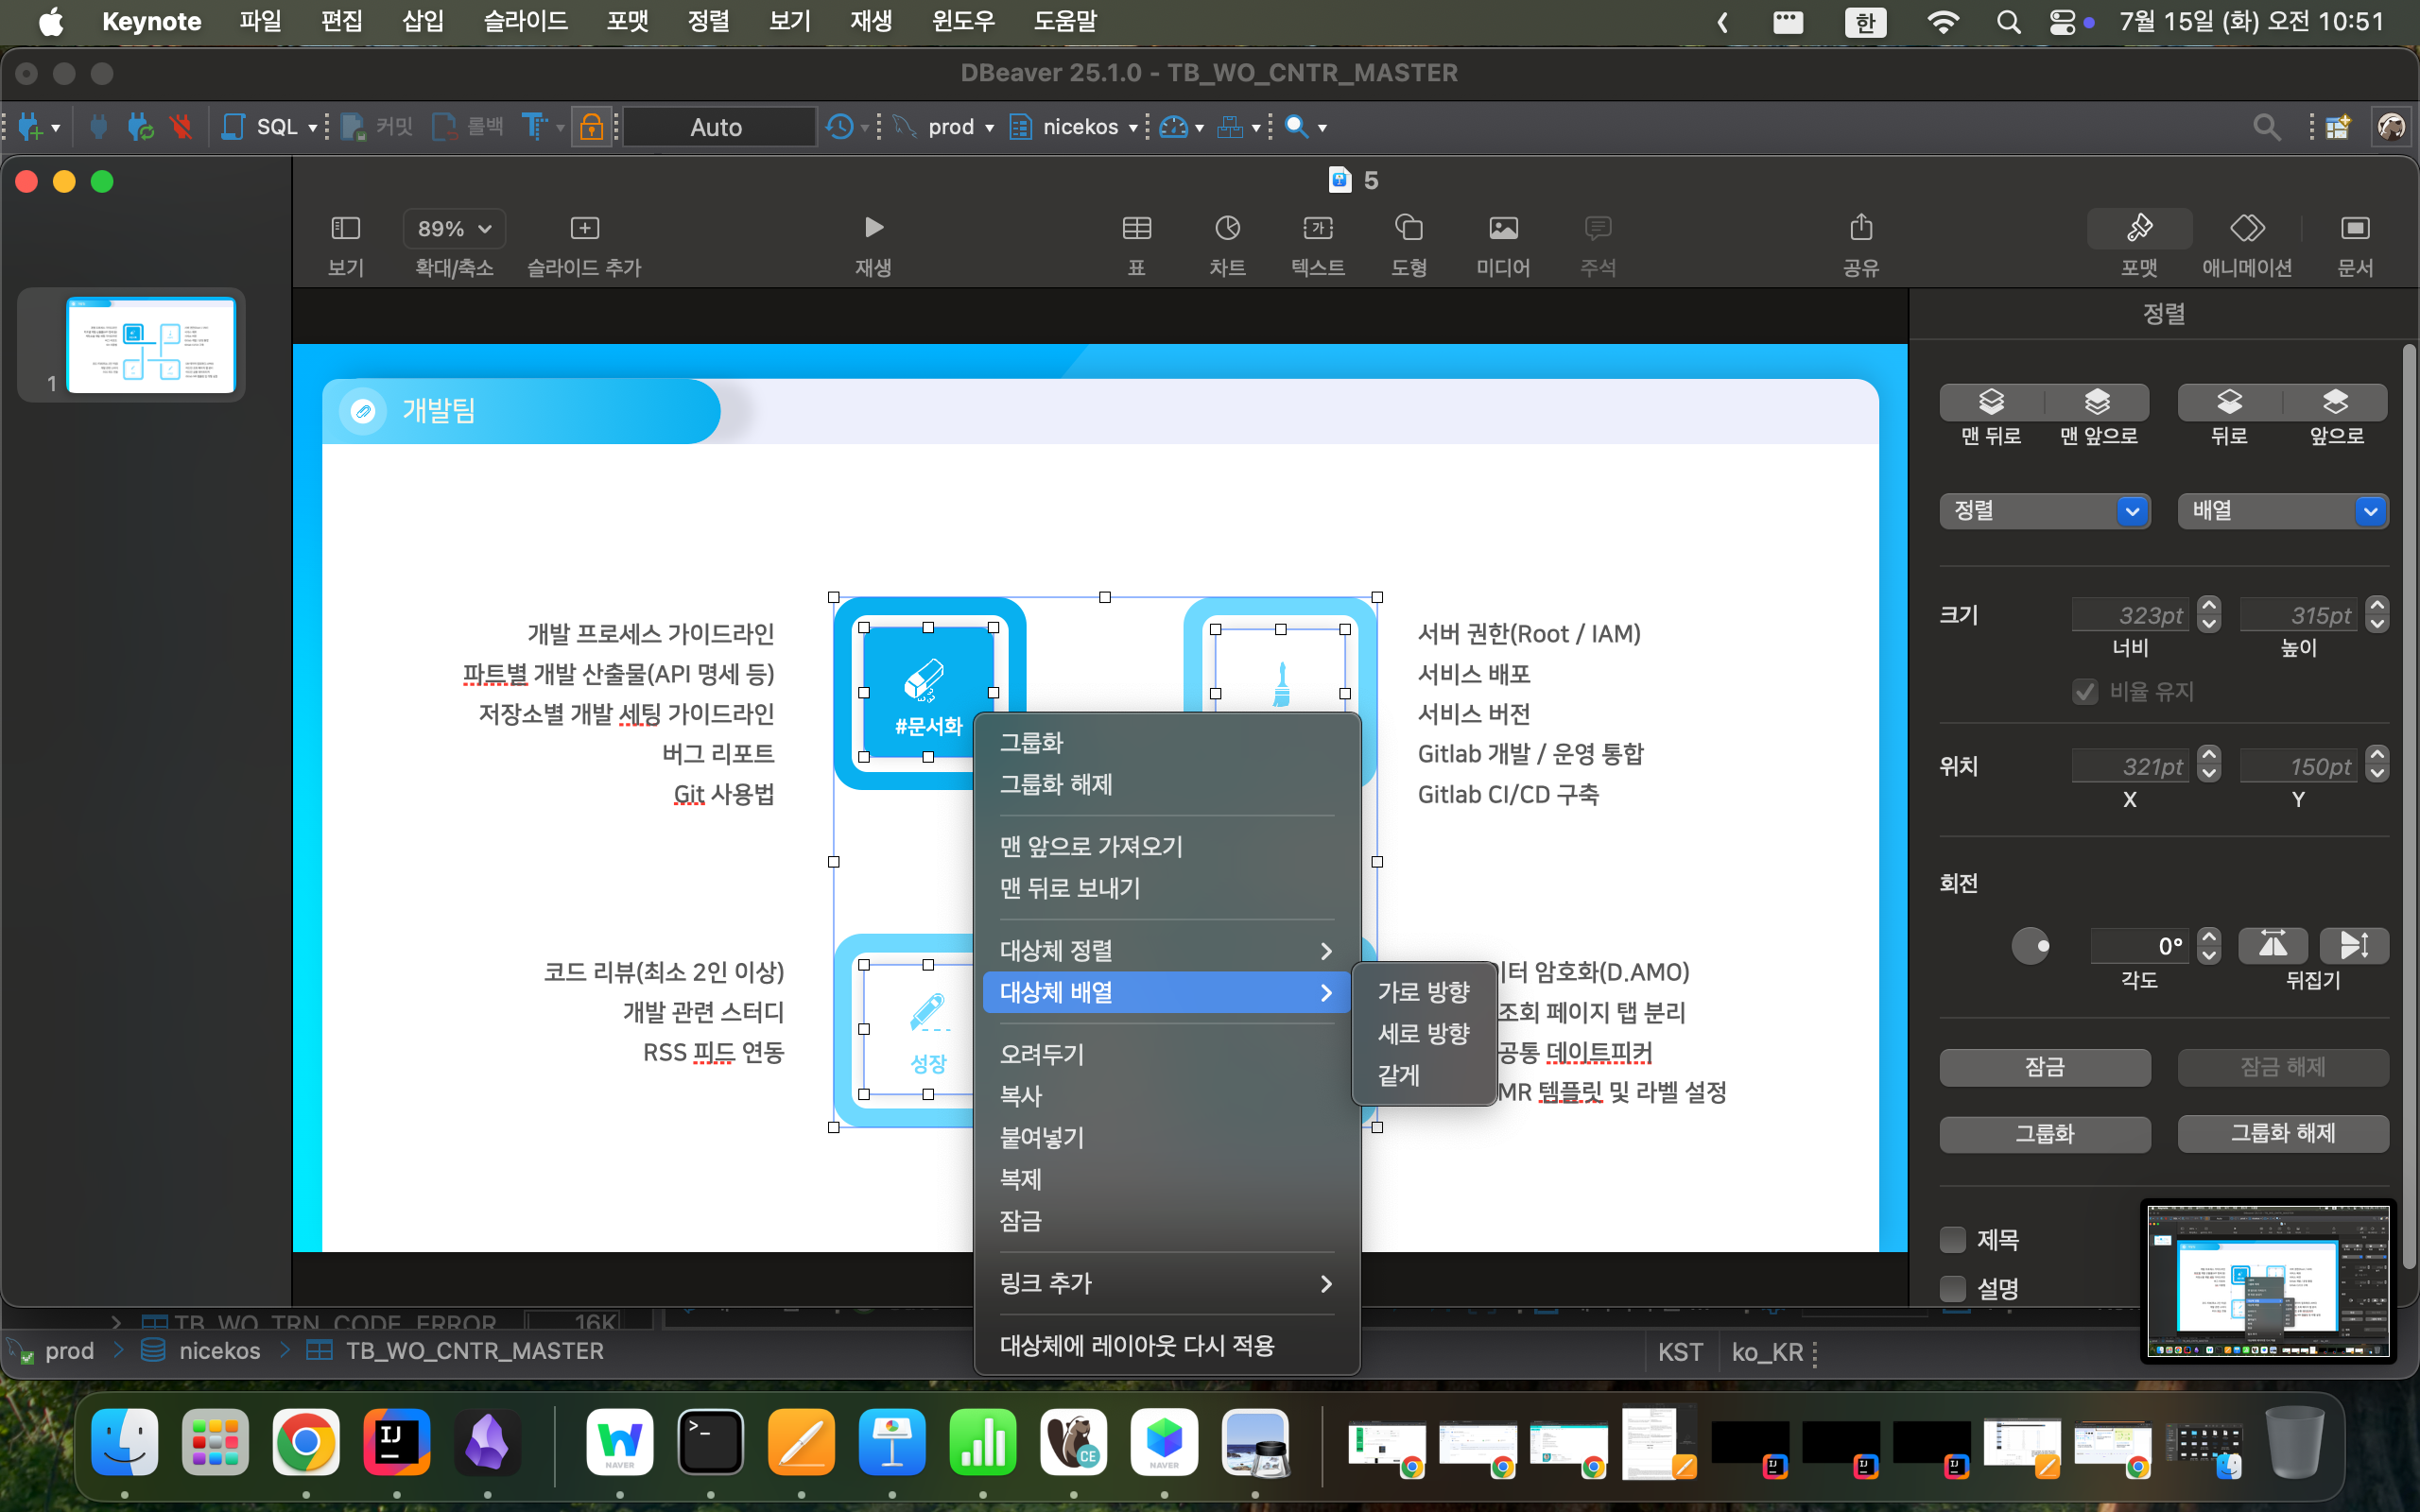 Keynote 파일 편집 삽입 슬라이드 포맷 정렬 보기 재생 윈도우 도움말 한 7월 15일 (화) 오전 10:51
DBeaver 25.1.0 - TB_WO_CNTR_MASTER
SQL 커밋 롤백 T Auto prod nicekos
5
89%
보기 확대/축소 슬라이드 추가 재생 표 차트 텍스트 도형 미디어 주석 공유 포맷 애니메이션 문서
1
개발팀
개발 프로세스 가이드라인
파트별 개발 산출물(API 명세 등)
저장소별 개발 세팅 가이드라인
버그 리포트
Git 사용법
#문서화
서버 권한(Root / IAM)
서비스 배포
서비스 버전
Gitlab 개발 / 운영 통합
Gitlab CI/CD 구축
코드 리뷰(최소 2인 이상)
개발 관련 스터디
RSS 피드 연동
성장
이터 암호화(D.AMO)
조회 페이지 탭 분리
공통 데이트피커
MR 템플릿 및 라벨 설정
그룹화
그룹화 해제
맨 앞으로 가져오기
맨 뒤로 보내기
대상체 정렬
대상체 배열
오려두기
복사
붙여넣기
복제
잠금
링크 추가
대상체에 레이아웃 다시 적용
가로 방향
세로 방향
같게
정렬
맨 뒤로 맨 앞으로 뒤로 앞으로
정렬 배열
크기 323pt 315pt
너비 높이
비율 유지
위치 321pt 150pt
X Y
회전
0°
각도 뒤집기
잠금 잠금 해제
그룹화 그룹화 해제
제목
설명
TB_WO_TRN_CODE_ERROR 16K
prod nicekos TB_WO_CNTR_MASTER KST ko_KR
IJ NAVER >_ CE NAVER